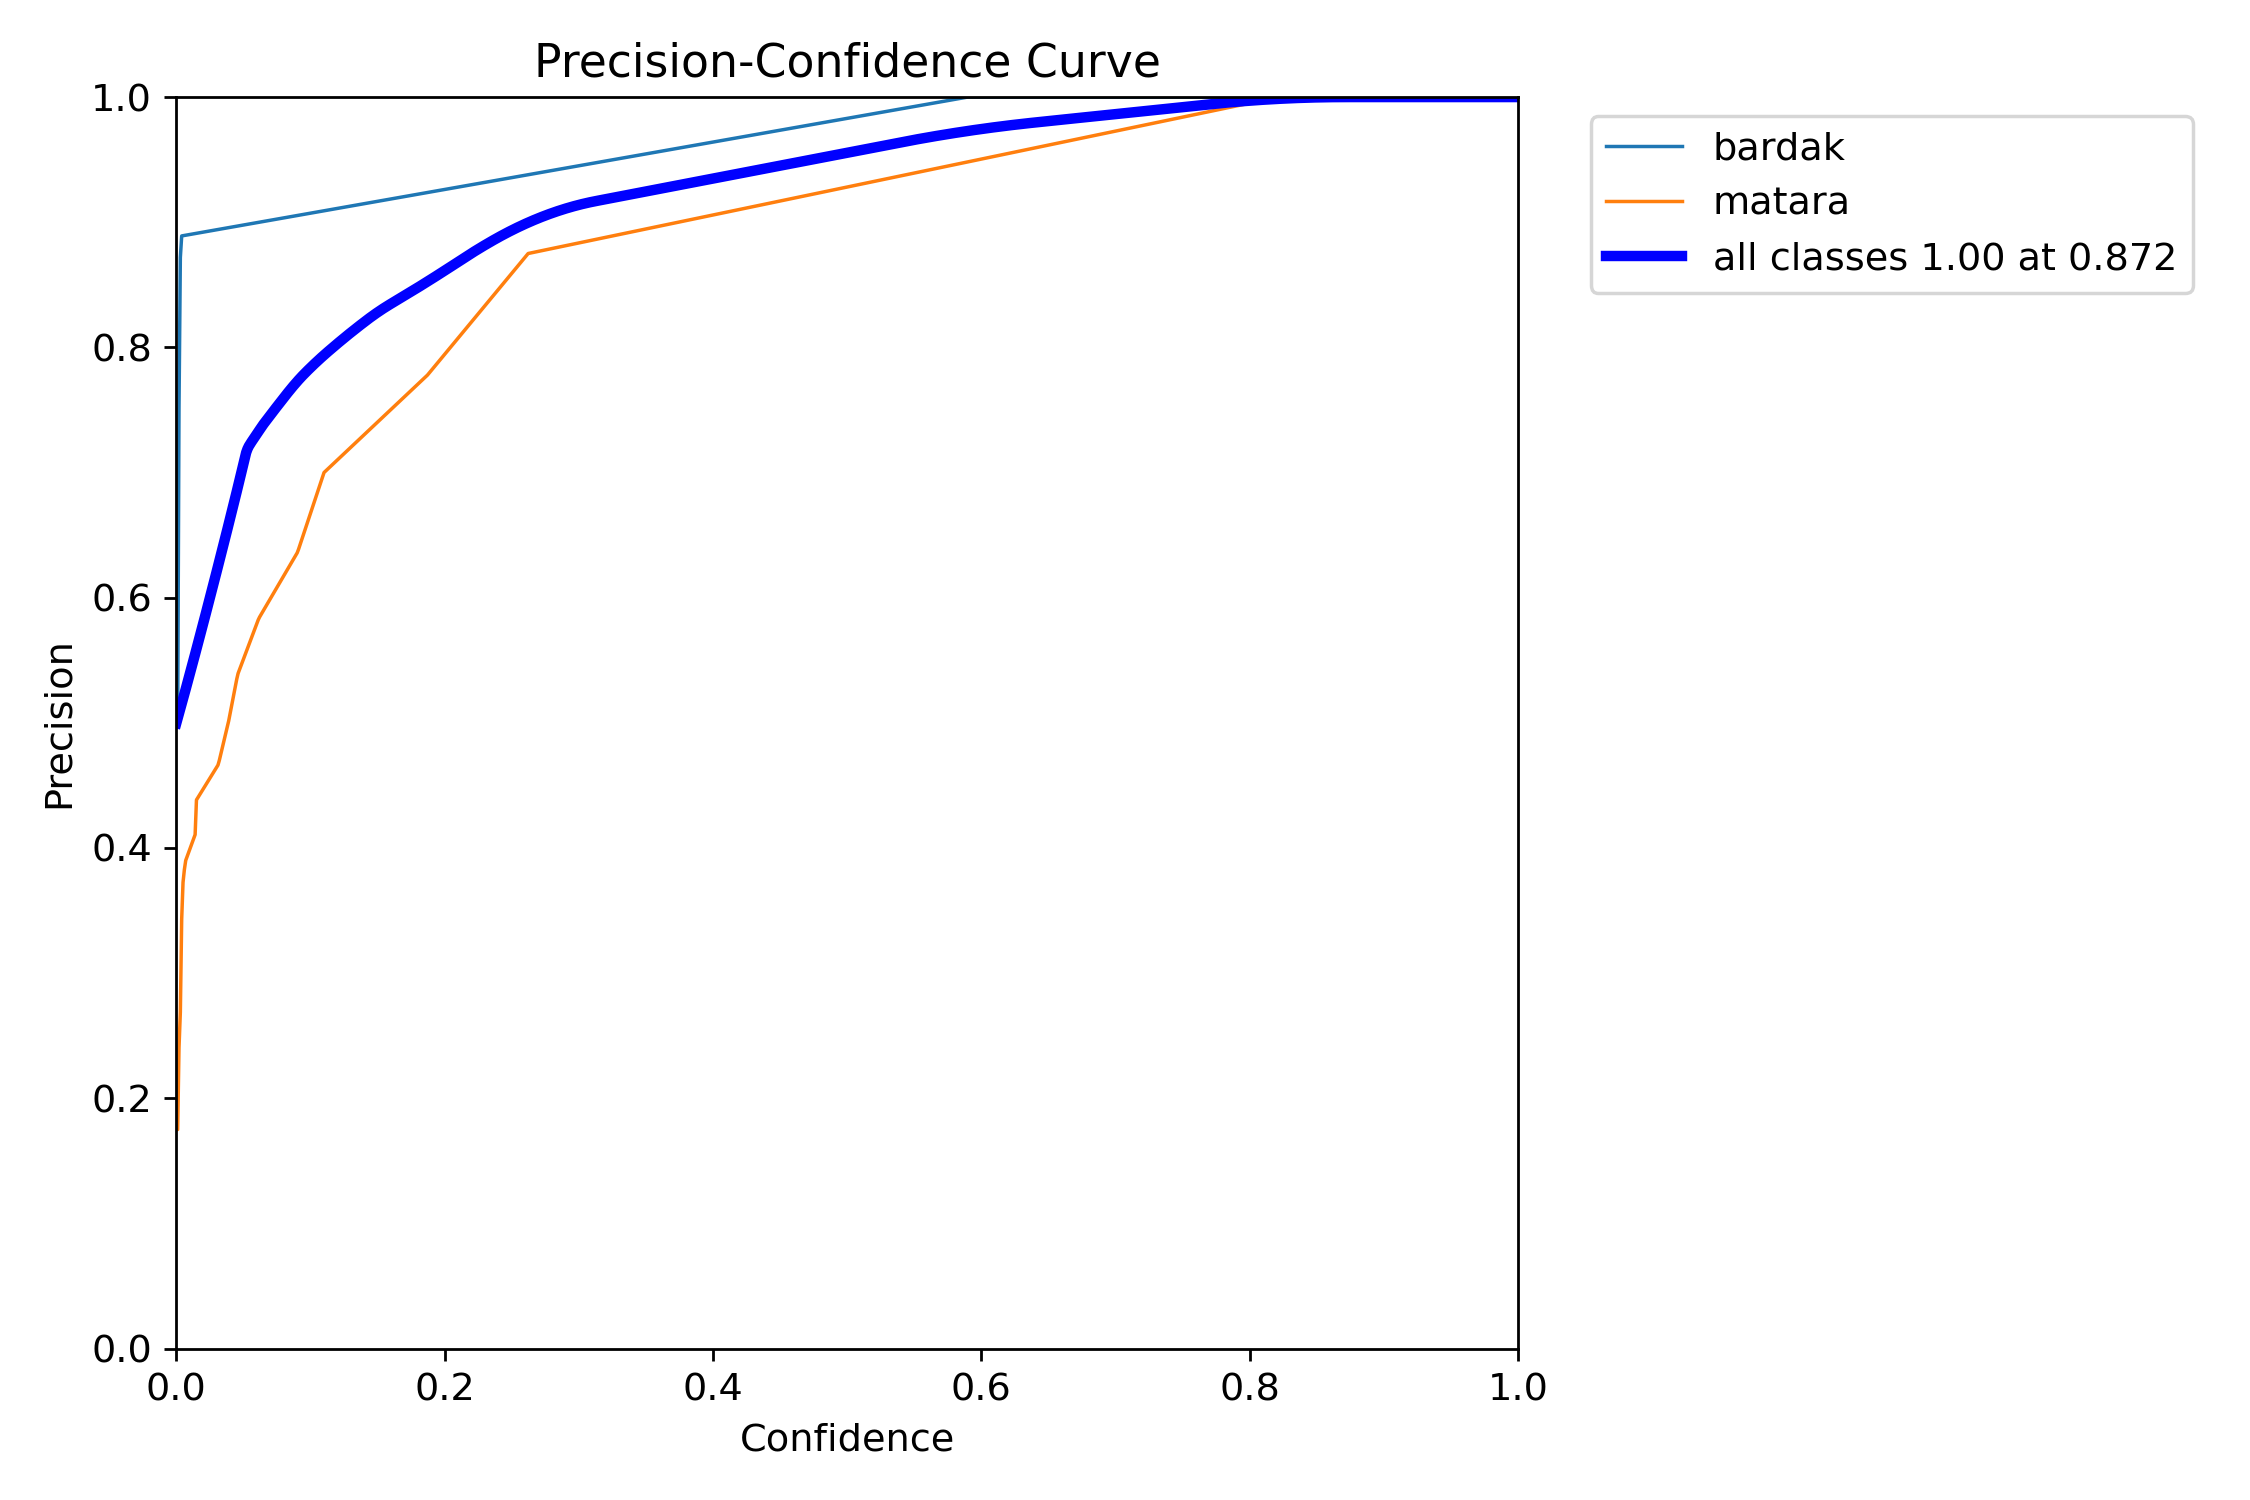 Precision-Confidence Curve
1.0
0.8
0.6
0.4
0.2
0.0
Precision
0.0 0.2 0.4 0.6 0.8 1.0
Confidence
bardak
matara
all classes 1.00 at 0.872